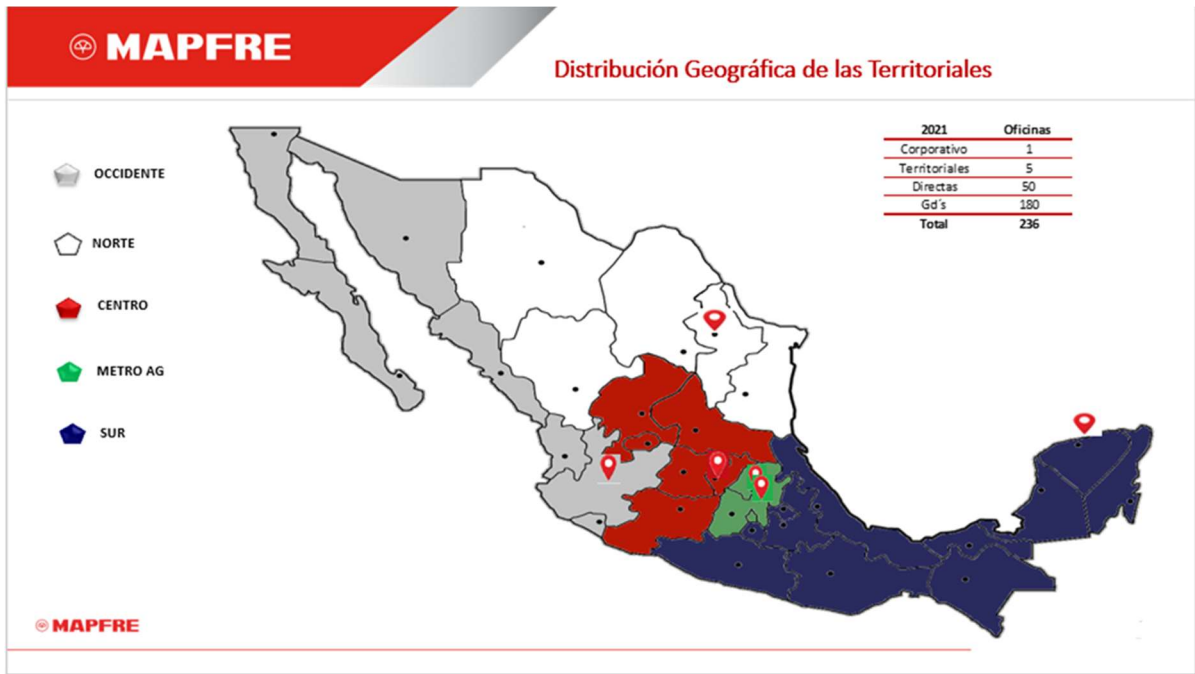 MAPFRE
Distribución Geográfica de las Territoriales
2021 Oficinas
Corporativo 1
Territoriales 5
Directas 50
Gd´s 180
Total 236
OCCIDENTE
NORTE
CENTRO
METRO AG
SUR
MAPFRE